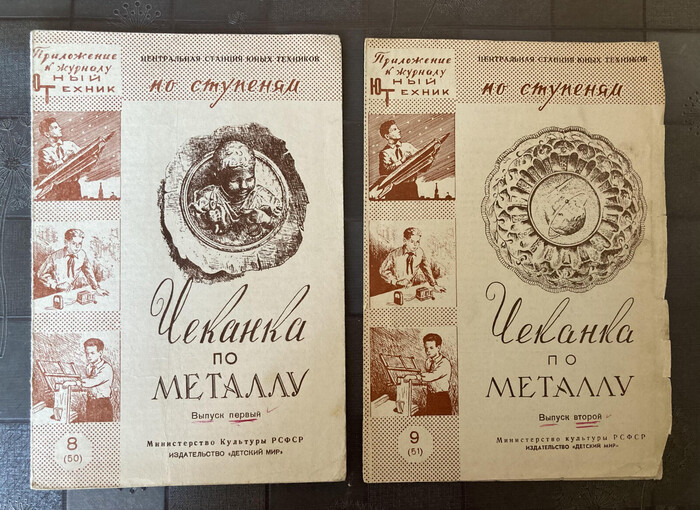 Приложение
к журналу
ЮНЫЙ
ТЕХНИК
ЦЕНТРАЛЬНАЯ СТАНЦИЯ ЮНЫХ ТЕХНИКОВ
по ступеням
Чеканка
ПО
МЕТАЛЛУ
Выпуск первый
8
(50)
Министерство Культуры РСФСР
ИЗДАТЕЛЬСТВО «ДЕТСКИЙ МИР»
Приложение
к журналу
ЮНЫЙ
ТЕХНИК
ЦЕНТРАЛЬНАЯ СТАНЦИЯ ЮНЫХ ТЕХНИКОВ
по ступеням
Чеканка
ПО
МЕТАЛЛУ
Выпуск второй
9
(51)
Министерство Культуры РСФСР
ИЗДАТЕЛЬСТВО «ДЕТСКИЙ МИР»